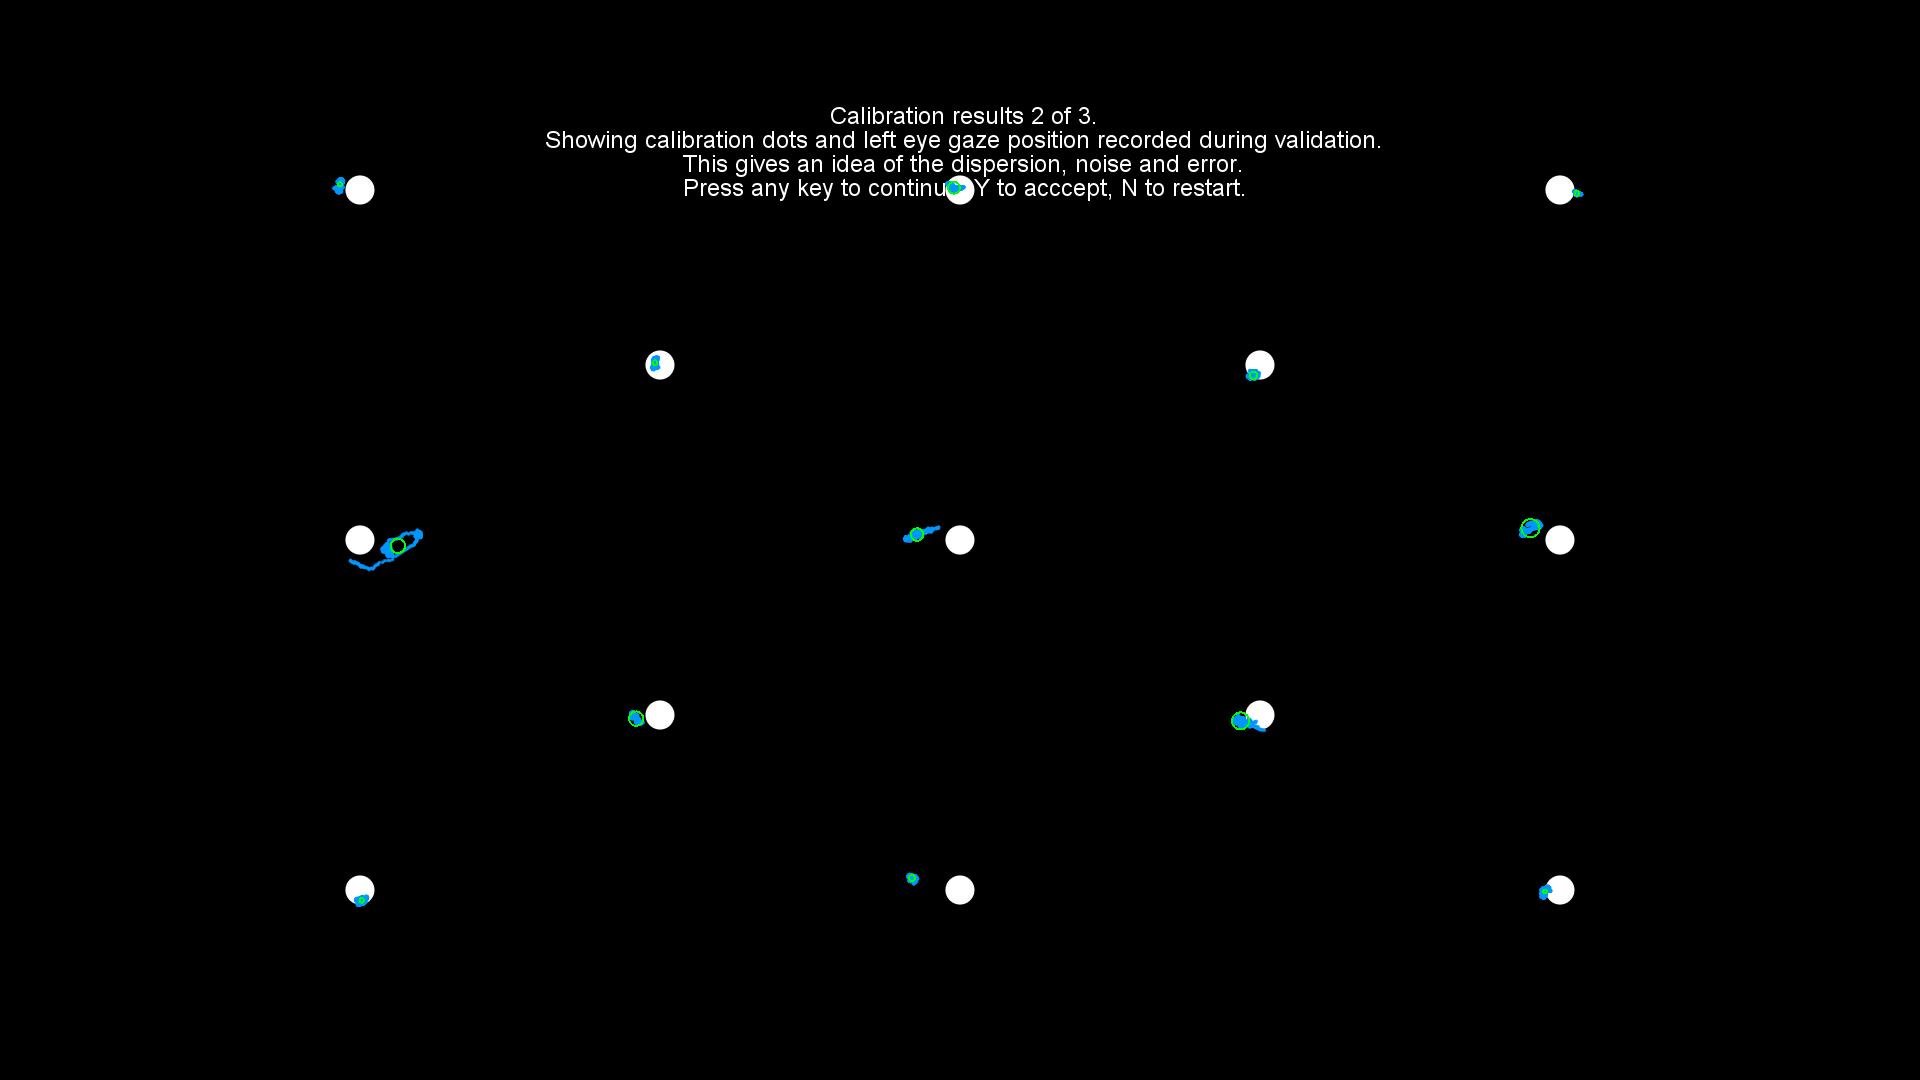 Calibration results 2 of 3.
Showing calibration dots and left eye gaze position recorded during validation.
This gives an idea of the dispersion, noise and error.
Press any key to continu Y to acccept, N to restart.